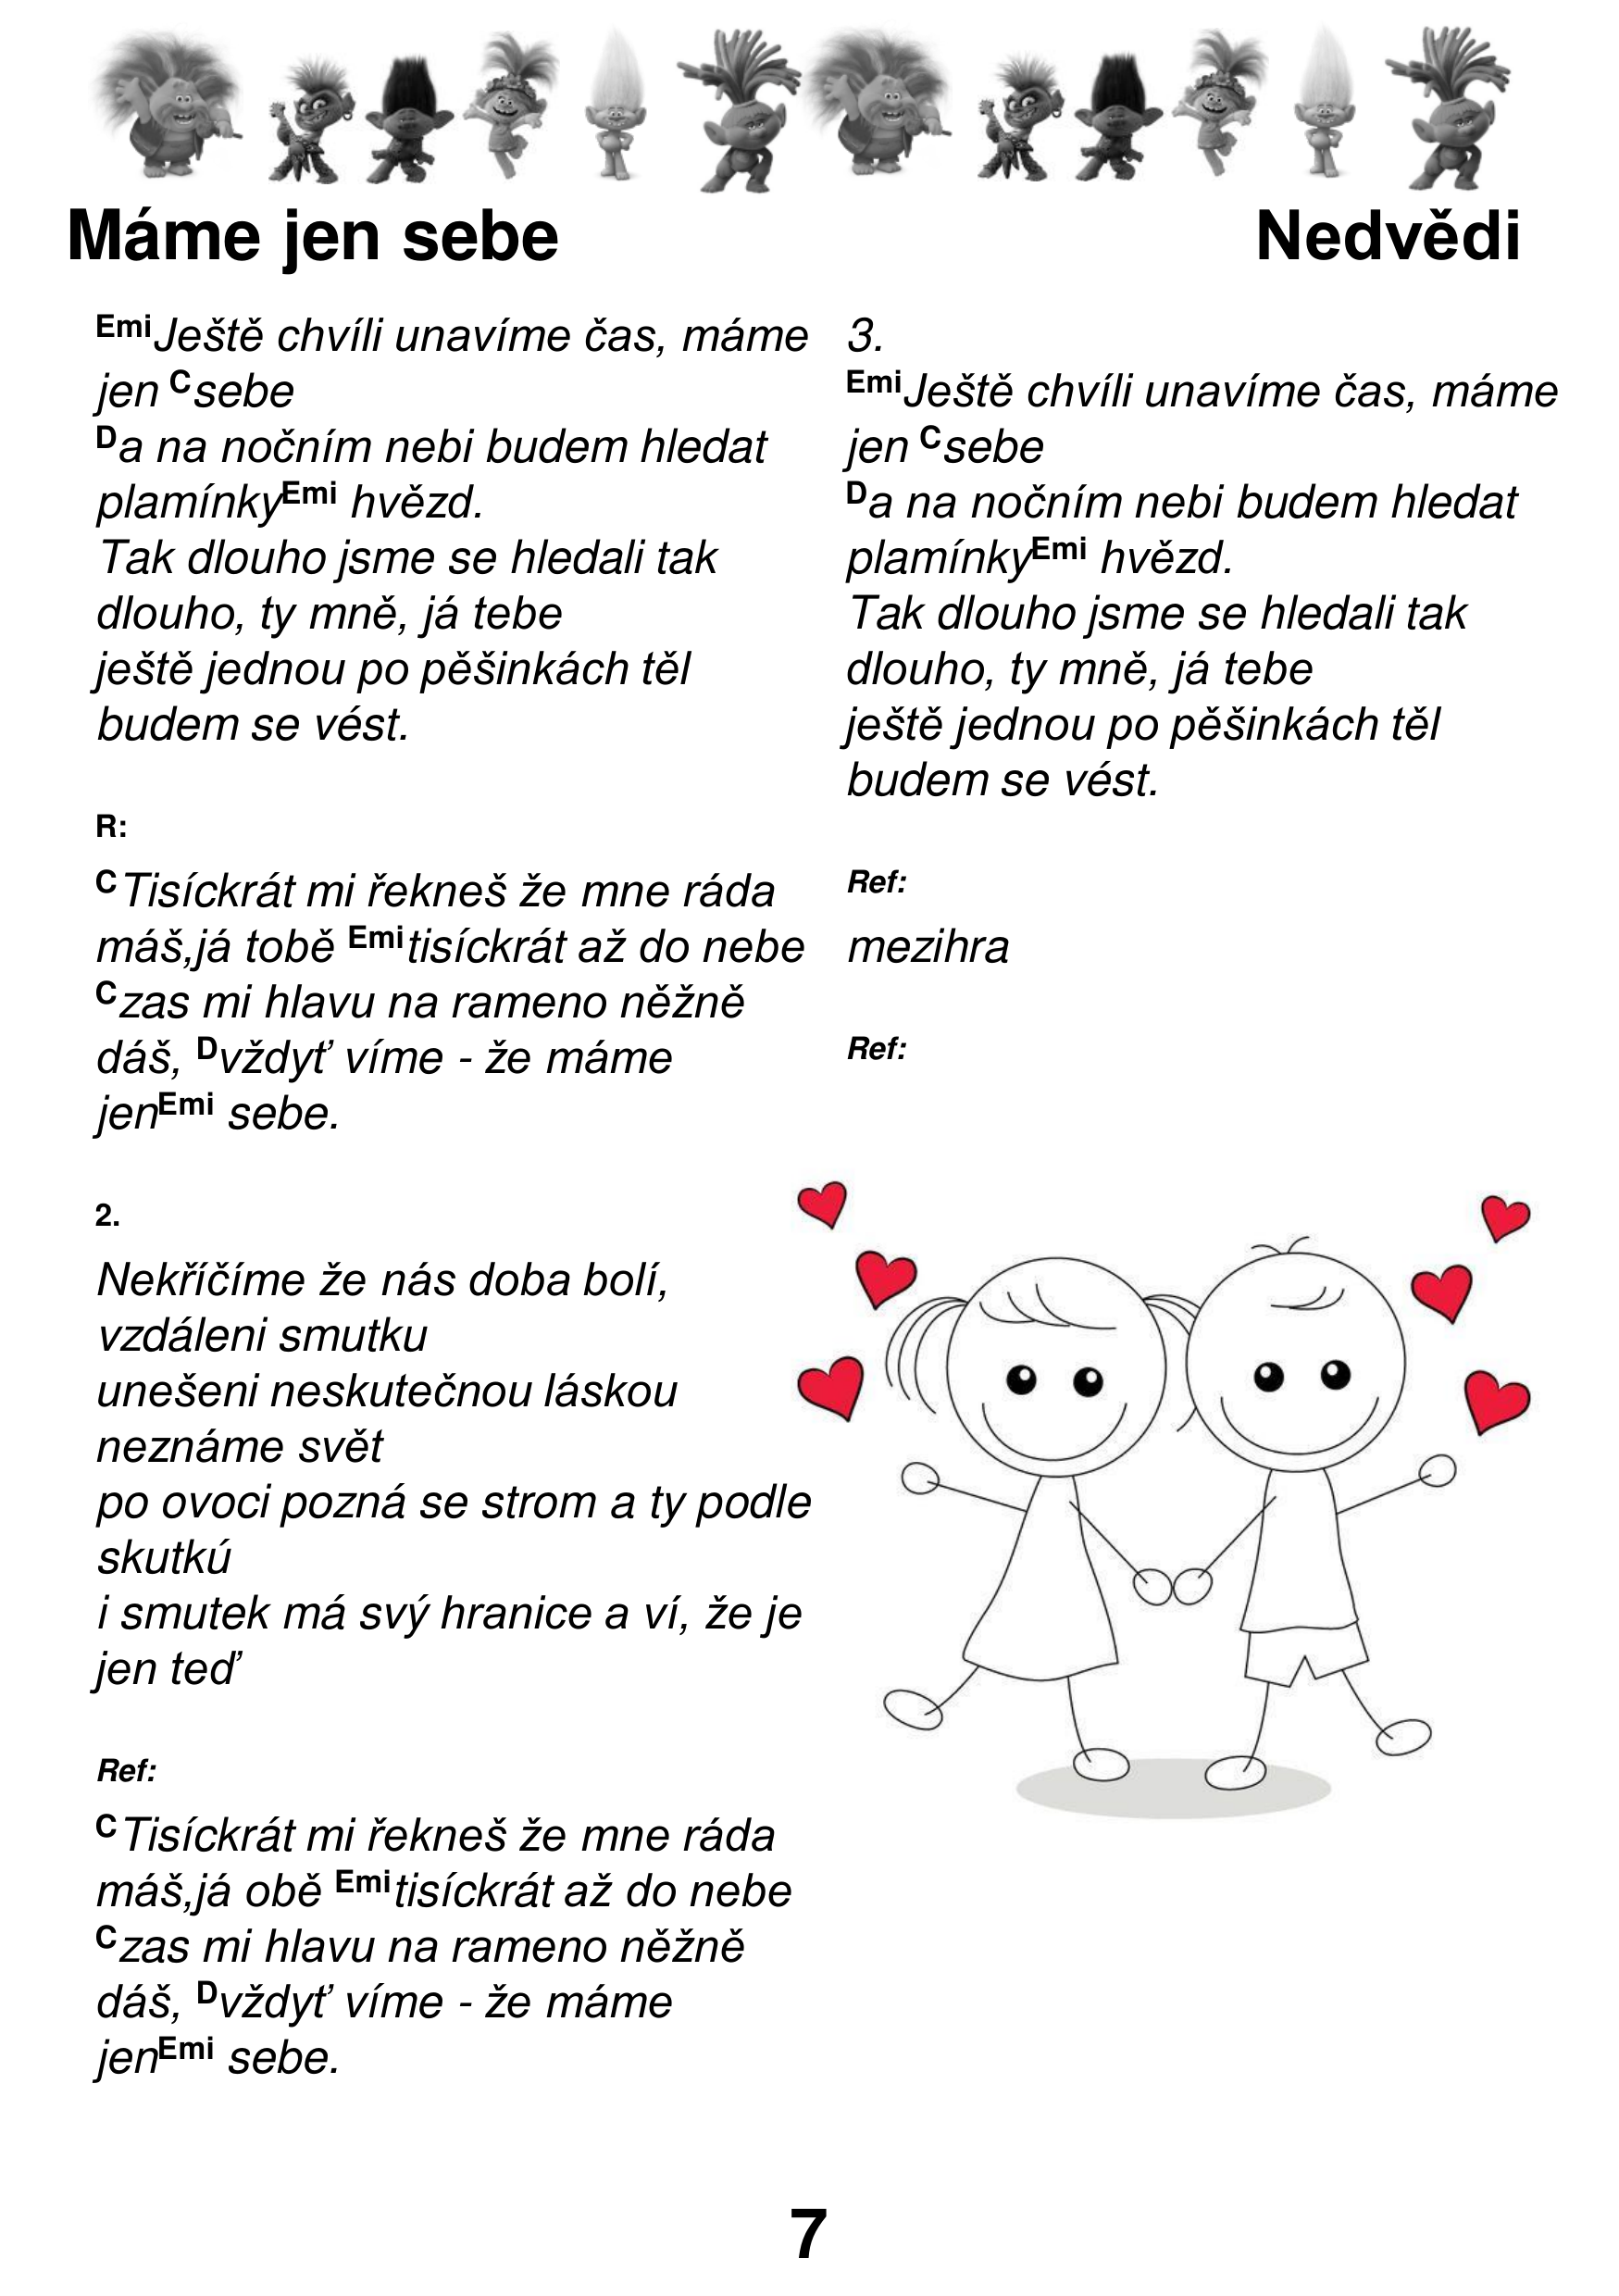 Máme jen sebe
Nedvědi
EmiJeště chvíli unavíme čas, máme
jen Csebe
Da na nočním nebi budem hledat
plamínkyEmi hvězd.
Tak dlouho jsme se hledali tak
dlouho, ty mně, já tebe
ještě jednou po pěšinkách těl
budem se vést.
R:
CTisíckrát mi řekneš že mne ráda
máš,já tobě Emitisíckrát až do nebe
Czas mi hlavu na rameno něžně
dáš, Dvždyť víme - že máme
jenEmi sebe.
2.
Nekříčíme že nás doba bolí,
vzdáleni smutku
unešeni neskutečnou láskou
neznáme svět
po ovoci pozná se strom a ty podle
skutkú
i smutek má svý hranice a ví, že je
jen teď
Ref:
CTisíckrát mi řekneš že mne ráda
máš,já obě Emitisíckrát až do nebe
Czas mi hlavu na rameno něžně
dáš, Dvždyť víme - že máme
jenEmi sebe.
3.
EmiJeště chvíli unavíme čas, máme
jen Csebe
Da na nočním nebi budem hledat
plamínkyEmi hvězd.
Tak dlouho jsme se hledali tak
dlouho, ty mně, já tebe
ještě jednou po pěšinkách těl
budem se vést.
Ref:
mezihra
Ref:
7